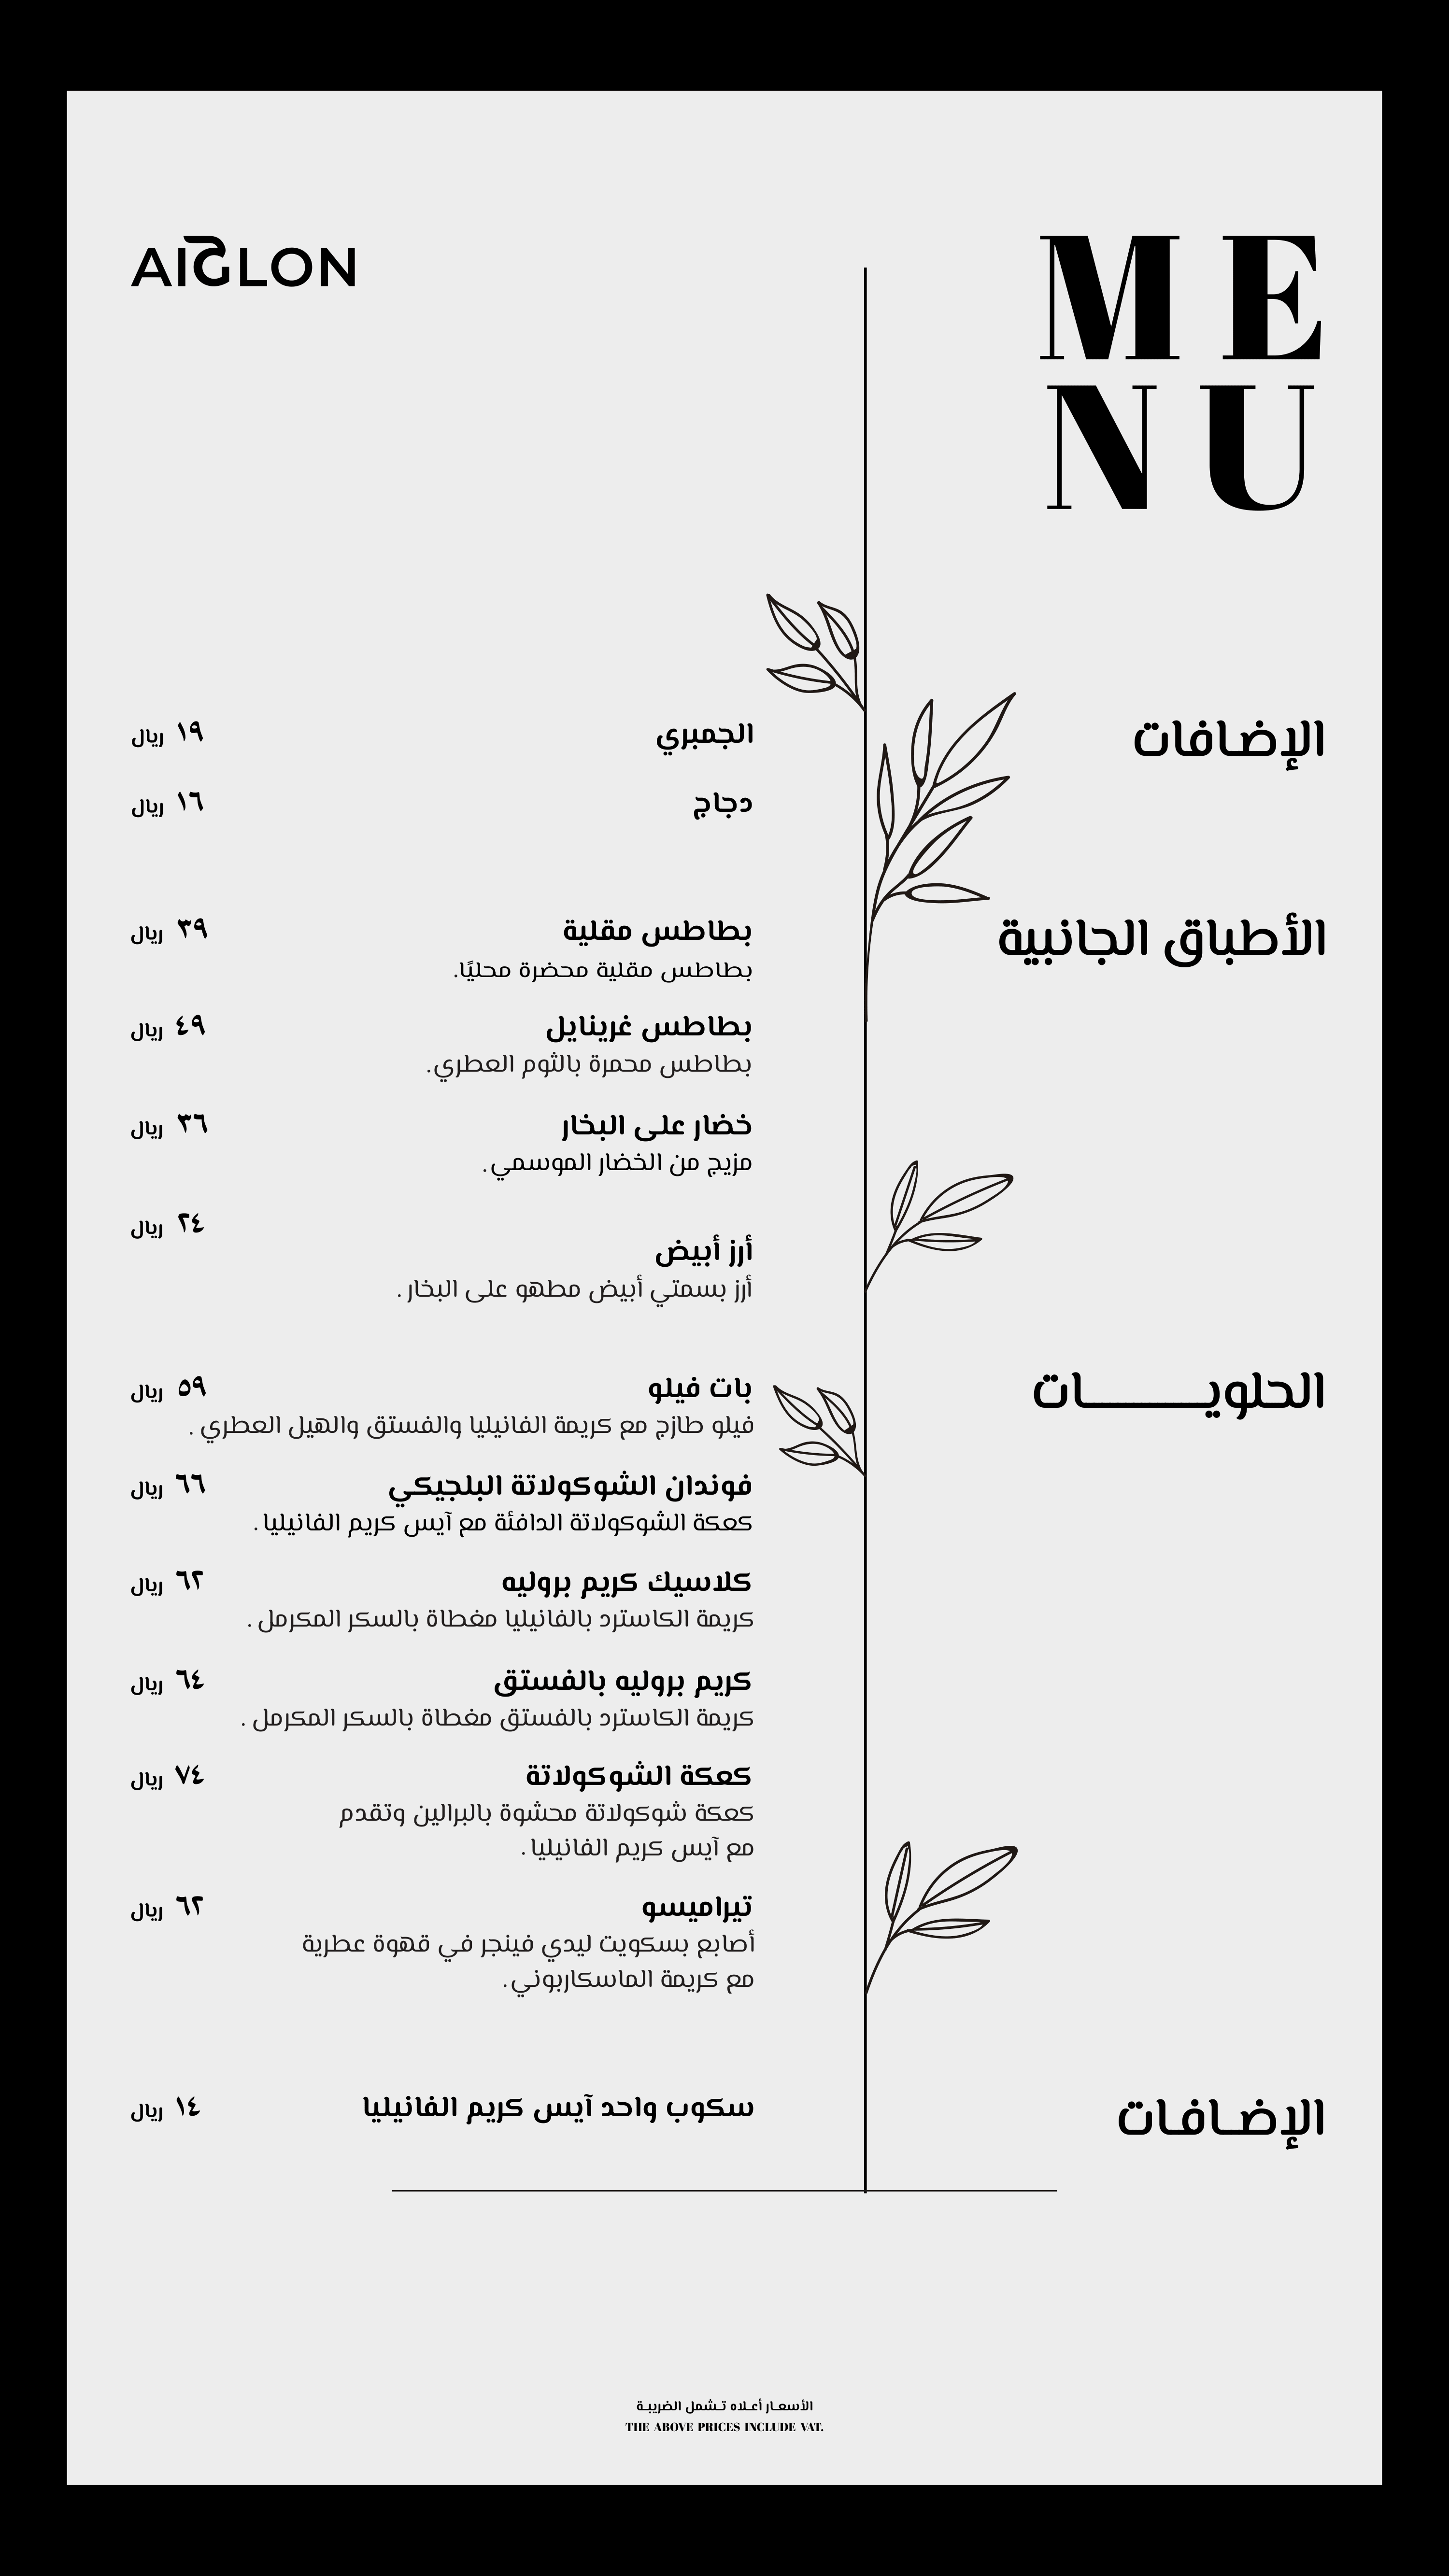 AIGLON
ME
NU
الإضافات
الجمبري ١٩ ريال
دجاج ١٦ ريال
الأطباق الجانبية
بطاطس مقلية ٣٩ ريال
بطاطس مقلية محضرة محليًا.
بطاطس غرينايل ٤٩ ريال
بطاطس محمرة بالثوم العطري.
خضار على البخار ٣٦ ريال
مزيج من الخضار الموسمي.
أرز أبيض ٢٤ ريال
أرز بسمتي أبيض مطهو على البخار.
الحلويـــــــات
بات فيلو ٥٩ ريال
فيلو طازج مع كريمة الفانيليا والفستق والهيل العطري.
فوندان الشوكولاتة البلجيكي ٦٦ ريال
كعكة الشوكولاتة الدافئة مع آيس كريم الفانيليا.
كلاسيك كريم بروليه ٦٢ ريال
كريمة الكاسترد بالفانيليا مغطاة بالسكر المكرمل.
كريم بروليه بالفستق ٦٤ ريال
كريمة الكاسترد بالفستق مغطاة بالسكر المكرمل.
كعكة الشوكولاتة ٧٤ ريال
كعكة شوكولاتة محشوة بالبرالين وتقدم
مع آيس كريم الفانيليا.
تيراميسو ٦٢ ريال
أصابع بسكويت ليدي فينجر في قهوة عطرية
مع كريمة الماسكاربوني.
الإضـافـات
سكوب واحد آيس كريم الفانيليا ١٤ ريال
الأسعـار أعـلاه تـشمل الضريبـة
THE ABOVE PRICES INCLUDE VAT.